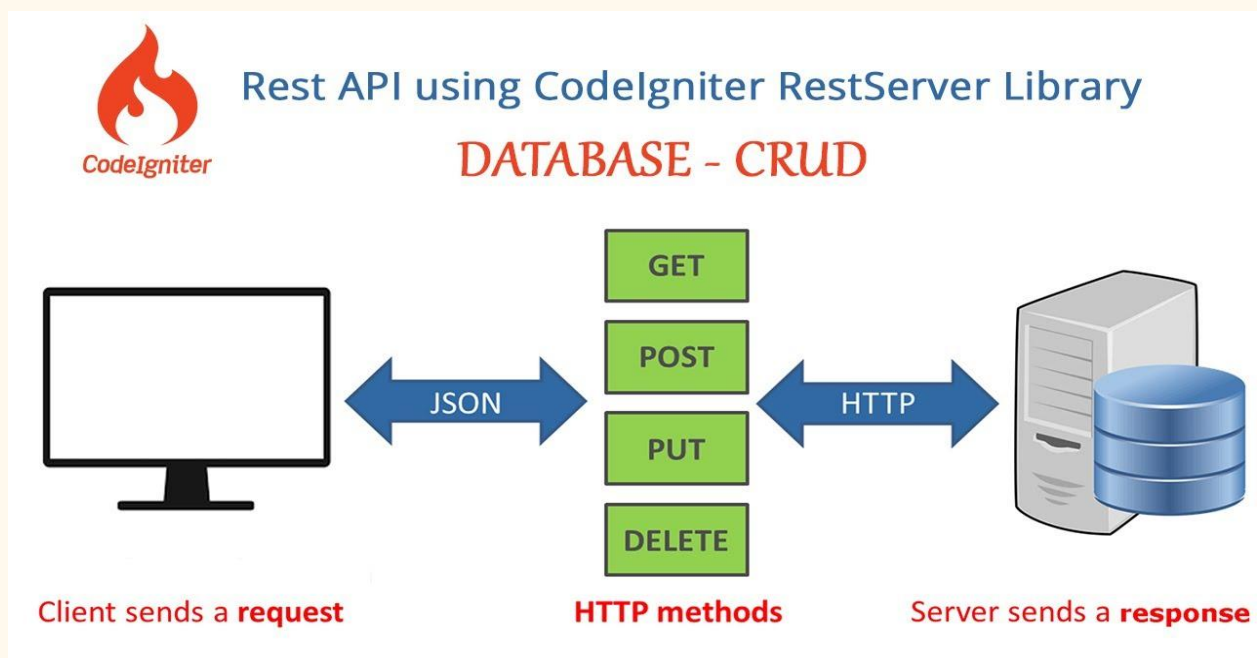 Rest API using CodeIgniter RestServer Library
CodeIgniter
DATABASE - CRUD
GET
POST
JSON
HTTP
PUT
DELETE
Client sends a request
HTTP methods
Server sends a response